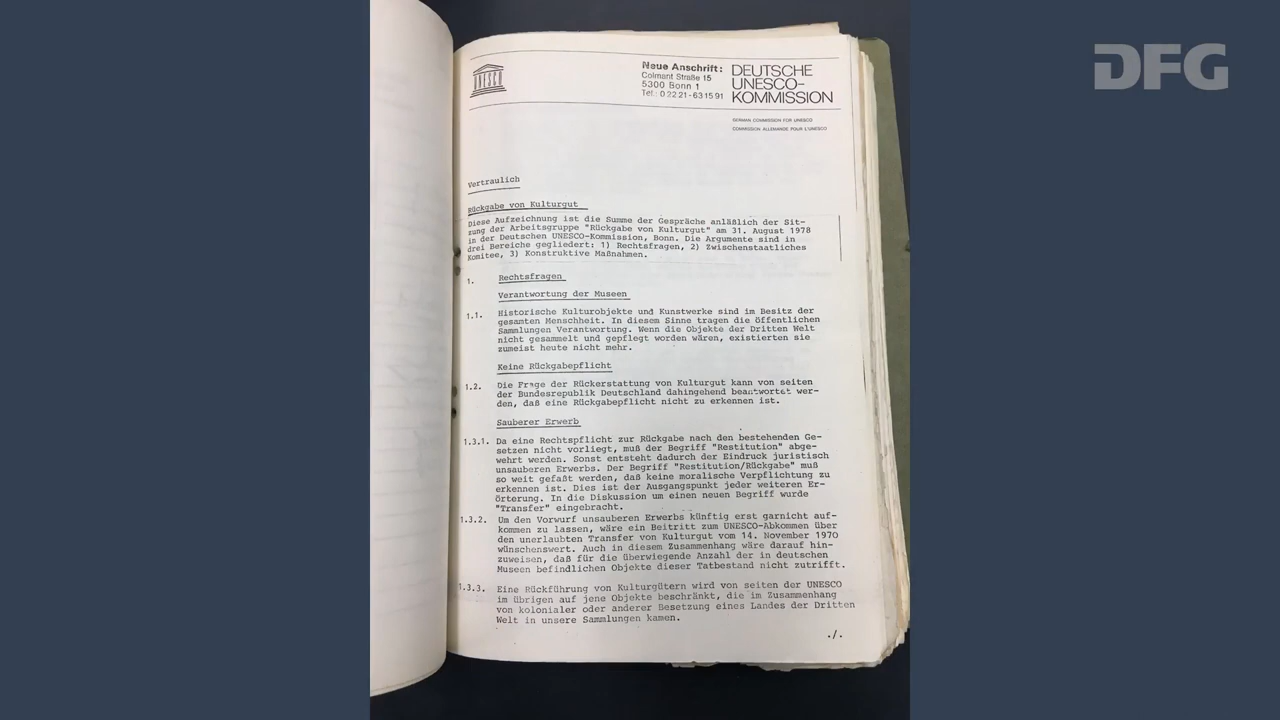 DFG
UNESCO
Neue Anschrift:
Colmant Straße 15
5300 Bonn 1
Tel.: 0 22 21 - 63 15 91
DEUTSCHE
UNESCO-
KOMMISSION
GERMAN COMMISSION FOR UNESCO
COMMISSION ALLEMANDE POUR L'UNESCO
Vertraulich
Rückgabe von Kulturgut
Diese Aufzeichnung ist die Summe der Gespräche anläßlich der Sit-
zung der Arbeitsgruppe "Rückgabe von Kulturgut" am 31. August 1978
in der Deutschen UNESCO-Kommission, Bonn. Die Argumente sind in
drei Bereiche gegliedert: 1) Rechtsfragen, 2) Zwischenstaatliches
Komitee, 3) Konstruktive Maßnahmen.
1. Rechtsfragen
Verantwortung der Museen
1.1. Historische Kulturobjekte und Kunstwerke sind im Besitz der
gesamten Menschheit. In diesem Sinne tragen die öffentlichen
Sammlungen Verantwortung. Wenn die Objekte der Dritten Welt
nicht gesammelt und gepflegt worden wären, existierten sie
zumeist heute nicht mehr.
Keine Rückgabepflicht
1.2. Die Frage der Rückerstattung von Kulturgut kann von seiten
der Bundesrepublik Deutschland dahingehend beantwortet wer-
den, daß eine Rückgabepflicht nicht zu erkennen ist.
Sauberer Erwerb
1.3.1. Da eine Rechtspflicht zur Rückgabe nach den bestehenden Ge-
setzen nicht vorliegt, muß der Begriff "Restitution" abge-
wehrt werden. Sonst entsteht dadurch der Eindruck juristisch
unsauberen Erwerbs. Der Begriff "Restitution/Rückgabe" muß
so weit gefaßt werden, daß keine moralische Verpflichtung zu
erkennen ist. Dies ist der Ausgangspunkt jeder weiteren Er-
örterung. In die Diskussion um einen neuen Begriff wurde
"Transfer" eingebracht.
1.3.2. Um den Vorwurf unsauberen Erwerbs künftig erst garnicht auf-
kommen zu lassen, wäre ein Beitritt zum UNESCO-Abkommen über
den unerlaubten Transfer von Kulturgut vom 14. November 1970
wünschenswert. Auch in diesem Zusammenhang wäre darauf hin-
zuweisen, daß für die überwiegende Anzahl der in deutschen
Museen befindlichen Objekte dieser Tatbestand nicht zutrifft.
1.3.3. Eine Rückführung von Kulturgütern wird von seiten der UNESCO
im übrigen auf jene Objekte beschränkt, die im Zusammenhang
von kolonialer oder anderer Besetzung eines Landes der Dritten
Welt in unsere Sammlungen kamen.
./.